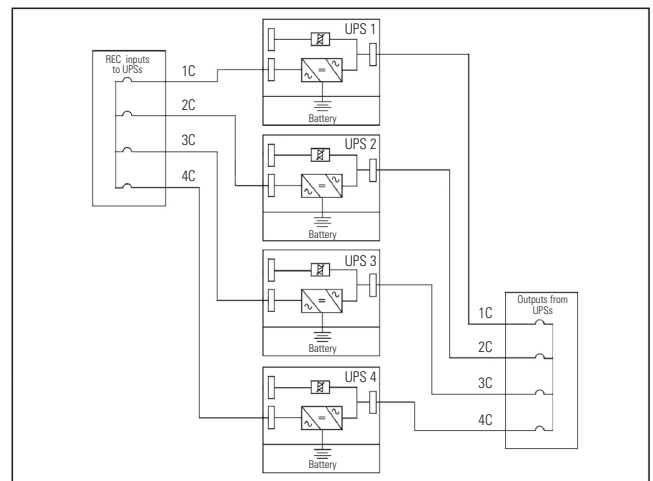 REC inputs
to UPSs
1C
2C
3C
4C
UPS 1
Battery
UPS 2
Battery
UPS 3
Battery
UPS 4
Battery
Outputs from
UPSs
1C
2C
3C
4C